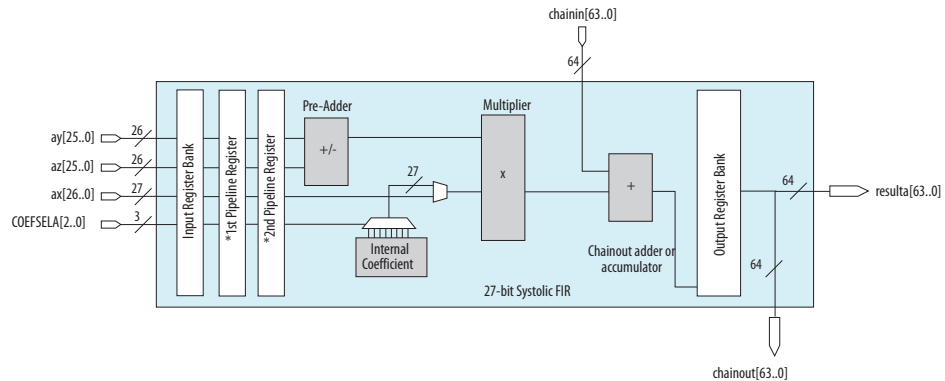 chainin[63..0]
64
Pre-Adder
Multiplier
ay[25..0]
26
+/-
az[25..0]
26
27
x
ax[26..0]
27
+
64
resulta[63..0]
COEFSELA[2..0]
3
Input Register Bank
*1st Pipeline Register
*2nd Pipeline Register
Internal
Coefficient
Chainout adder or
accumulator
Output Register Bank
64
27-bit Systolic FIR
chainout[63..0]